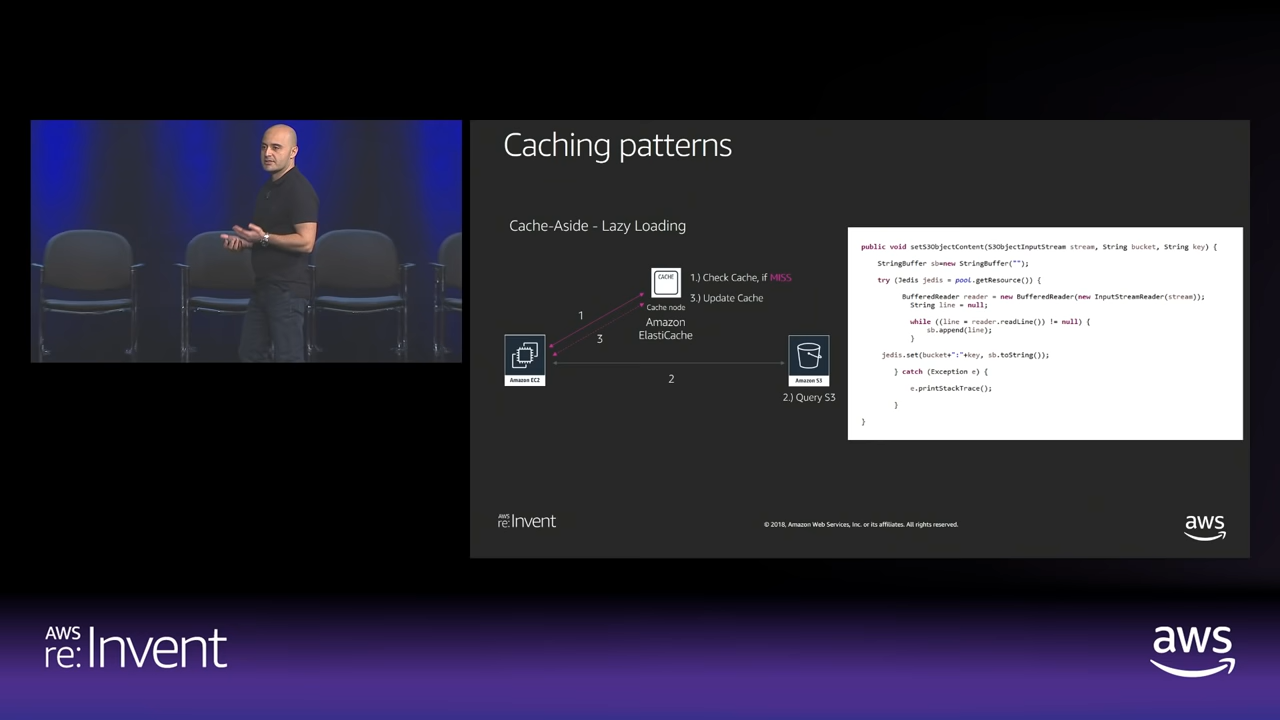 Caching patterns
Cache-Aside - Lazy Loading
CACHE
Cache node
Amazon
ElastiCache
1.) Check Cache, if MISS
3.) Update Cache
1
3
2
Amazon EC2
Amazon S3
2.) Query S3
public void setS3ObjectContent(S3ObjectInputStream stream, String bucket, String key) {
StringBuffer sb=new StringBuffer("");
try (Jedis jedis = pool.getResource()) {
BufferedReader reader = new BufferedReader(new InputStreamReader(stream));
String line = null;
while ((line = reader.readLine()) != null) {
sb.append(line);
}
jedis.set(bucket+":"+key, sb.toString());
} catch (Exception e) {
e.printStackTrace();
}
}
AWS
re:Invent
© 2018, Amazon Web Services, Inc. or its affiliates. All rights reserved.
aws
AWS
re:Invent
aws